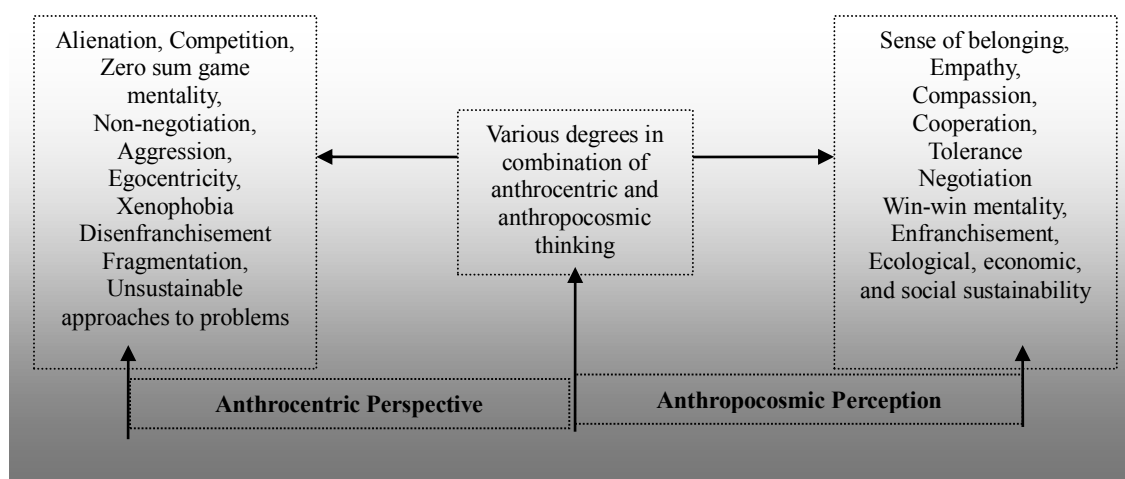 Alienation, Competition,
Zero sum game
mentality,
Non-negotiation,
Aggression,
Egocentricity,
Xenophobia
Disenfranchisement
Fragmentation,
Unsustainable
approaches to problems
Various degrees in
combination of
anthrocentric and
anthropocosmic
thinking
Sense of belonging,
Empathy,
Compassion,
Cooperation,
Tolerance
Negotiation
Win-win mentality,
Enfranchisement,
Ecological, economic,
and social sustainability
Anthrocentric Perspective
Anthropocosmic Perception